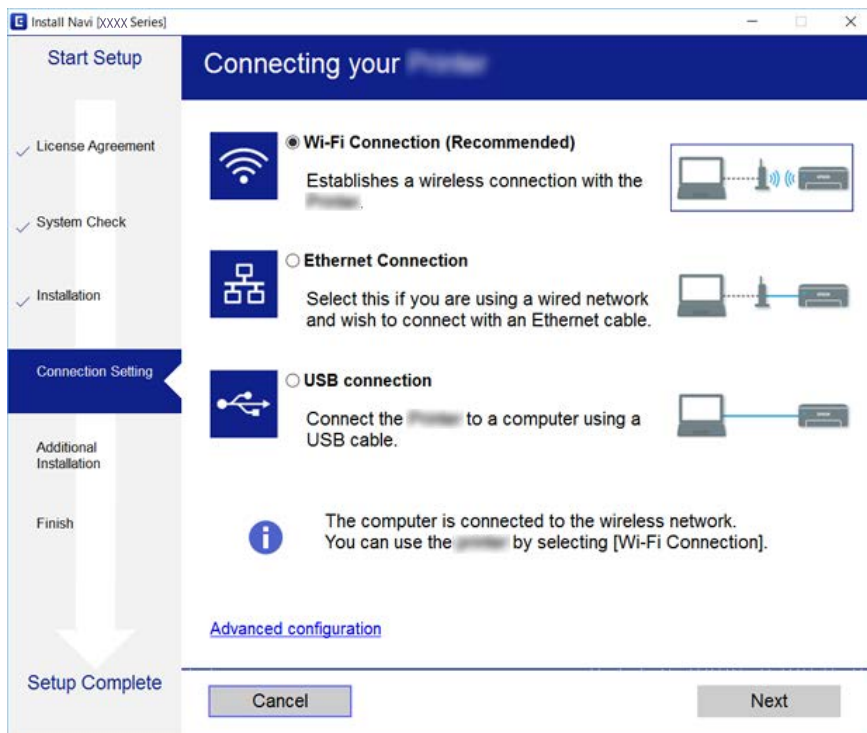 E Install Navi [XXXX Series]
Start Setup
License Agreement
System Check
Installation
Connection Setting
Additional
Installation
Finish
Setup Complete
Connecting your
Wi-Fi Connection (Recommended)
Establishes a wireless connection with the
.
Ethernet Connection
Select this if you are using a wired network
and wish to connect with an Ethernet cable.
USB connection
Connect the to a computer using a
USB cable.
i
The computer is connected to the wireless network.
You can use the by selecting [Wi-Fi Connection].
Advanced configuration
Cancel
Next